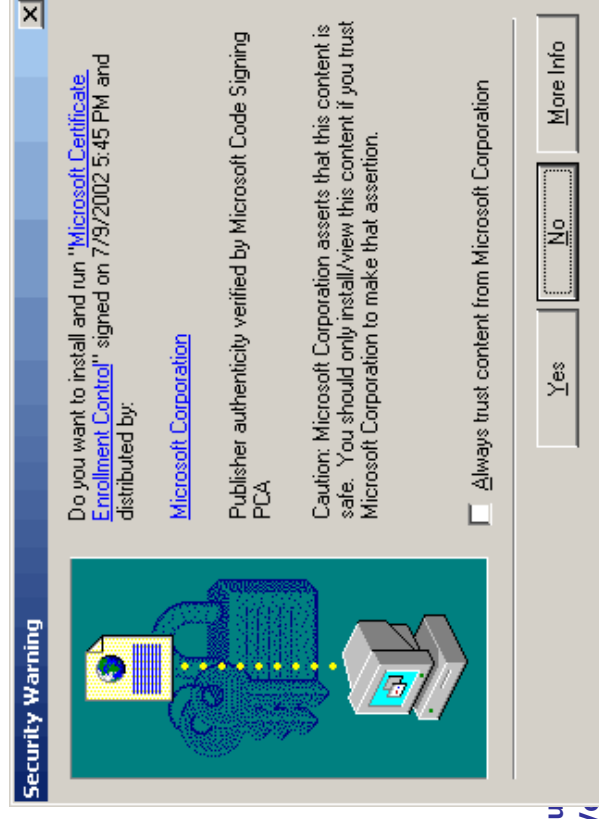 Security Warning
Do you want to install and run "Microsoft Certificate
Enrollment Control" signed on 7/9/2002 5:45 PM and
distributed by:
Microsoft Corporation
Publisher authenticity verified by Microsoft Code Signing
PCA
Caution: Microsoft Corporation asserts that this content is
safe. You should only install/view this content if you trust
Microsoft Corporation to make that assertion.
Always trust content from Microsoft Corporation
Yes
No
More Info